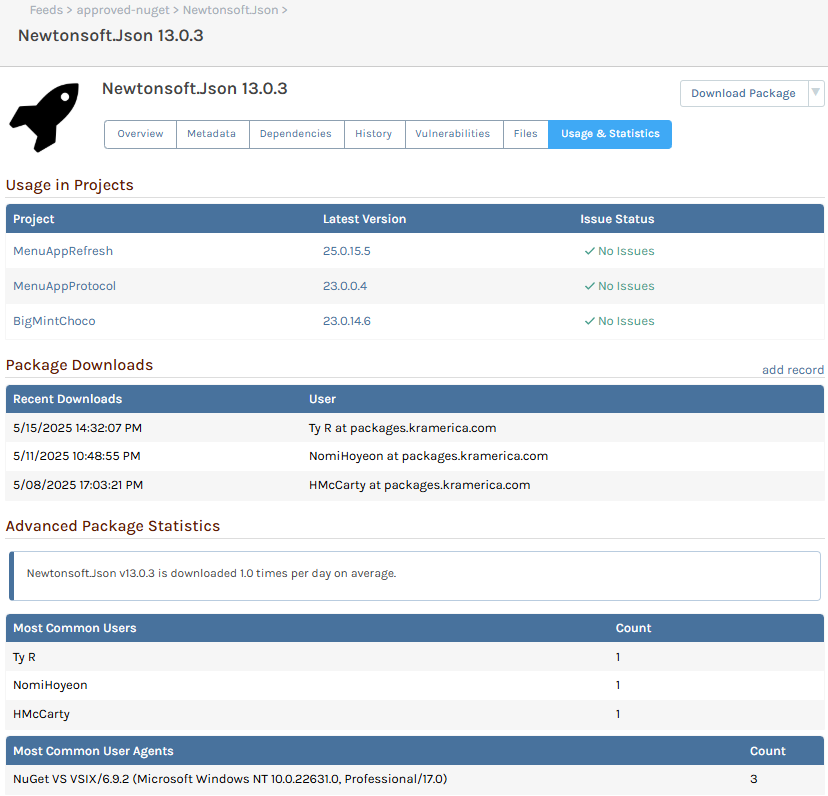 Feeds > approved-nuget > Newtonsoft.Json >
Newtonsoft.Json 13.0.3
Newtonsoft.Json 13.0.3
Download Package
Overview Metadata Dependencies History Vulnerabilities Files Usage & Statistics
Usage in Projects
Project Latest Version Issue Status
MenuAppRefresh 25.0.15.5 ✓ No Issues
MenuAppProtocol 23.0.0.4 ✓ No Issues
BigMintChoco 23.0.14.6 ✓ No Issues
Package Downloads add record
Recent Downloads User
5/15/2025 14:32:07 PM Ty R at packages.kramerica.com
5/11/2025 10:48:55 PM NomiHoyeon at packages.kramerica.com
5/08/2025 17:03:21 PM HMcCarty at packages.kramerica.com
Advanced Package Statistics
Newtonsoft.Json v13.0.3 is downloaded 1.0 times per day on average.
Most Common Users Count
Ty R 1
NomiHoyeon 1
HMcCarty 1
Most Common User Agents Count
NuGet VS VSIX/6.9.2 (Microsoft Windows NT 10.0.22631.0, Professional/17.0) 3